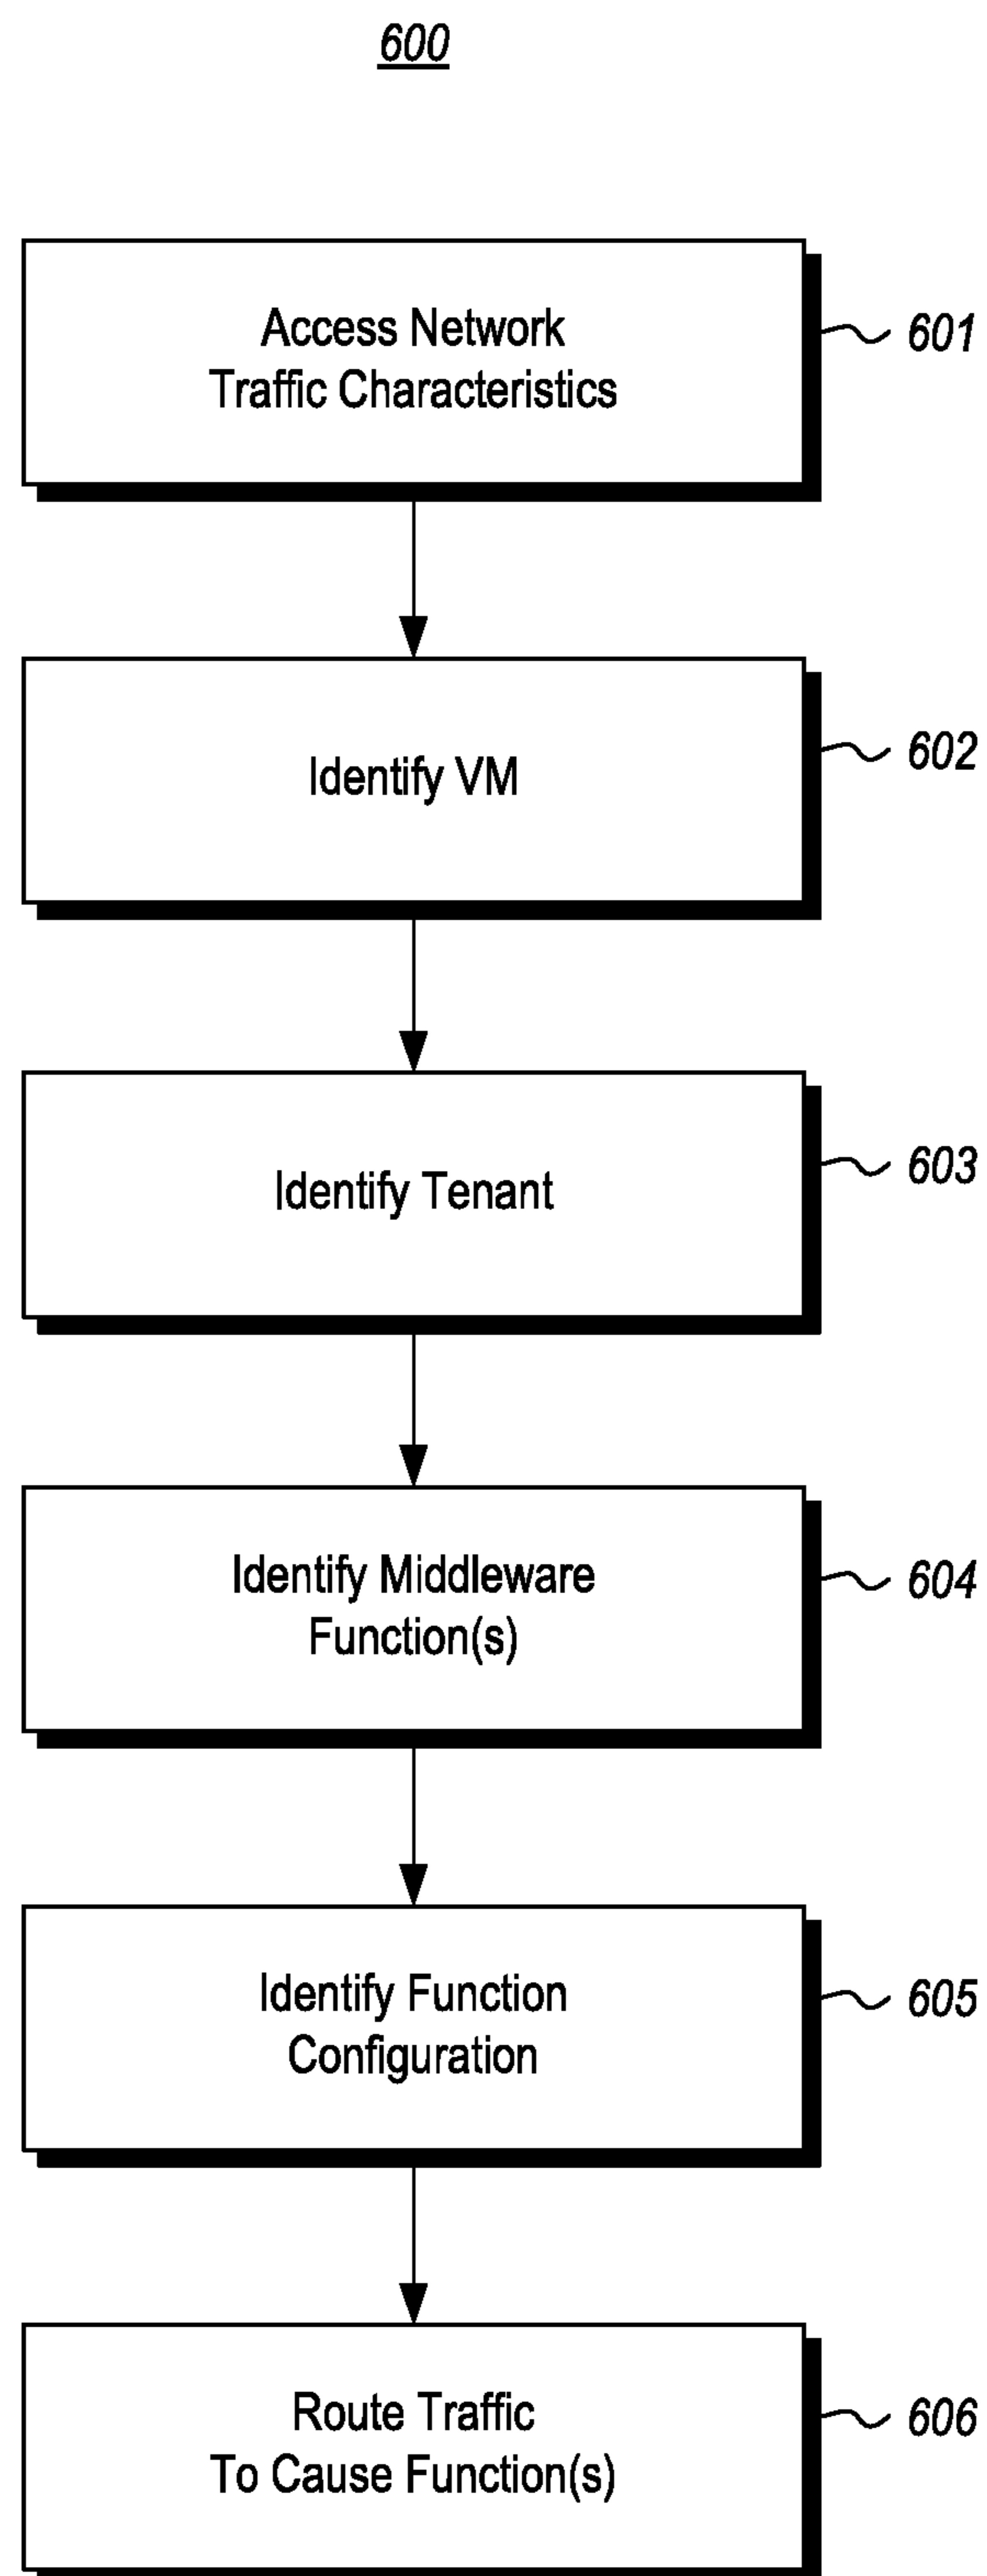 600
Access Network
Traffic Characteristics
601
Identify VM
602
Identify Tenant
603
Identify Middleware
Function(s)
604
Identify Function
Configuration
605
Route Traffic
To Cause Function(s)
606